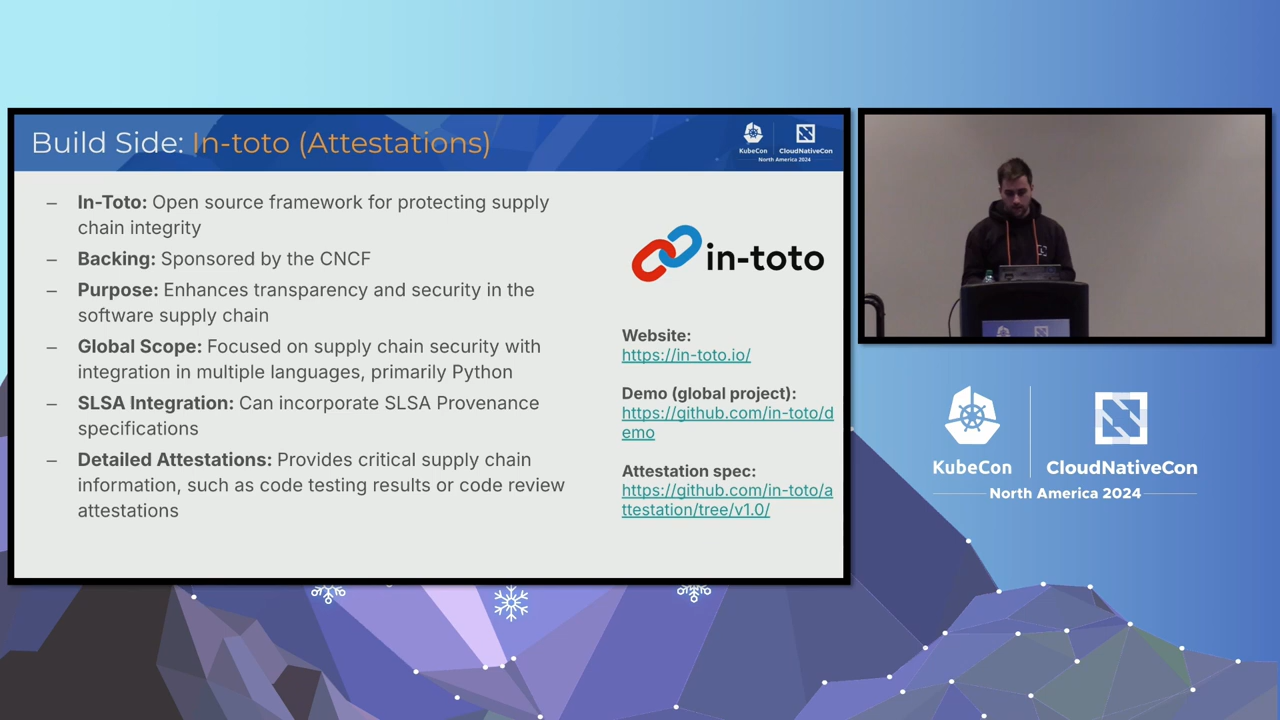 Build Side: In-toto (Attestations)
KubeCon
CloudNativeCon
North America 2024
– In-Toto: Open source framework for protecting supply
chain integrity
– Backing: Sponsored by the CNCF
– Purpose: Enhances transparency and security in the
software supply chain
– Global Scope: Focused on supply chain security with
integration in multiple languages, primarily Python
– SLSA Integration: Can incorporate SLSA Provenance
specifications
– Detailed Attestations: Provides critical supply chain
information, such as code testing results or code review
attestations
in-toto
Website:
https://in-toto.io/
Demo (global project):
https://github.com/in-toto/d
emo
Attestation spec:
https://github.com/in-toto/a
ttestation/tree/v1.0/
KubeCon
CloudNativeCon
North America 2024